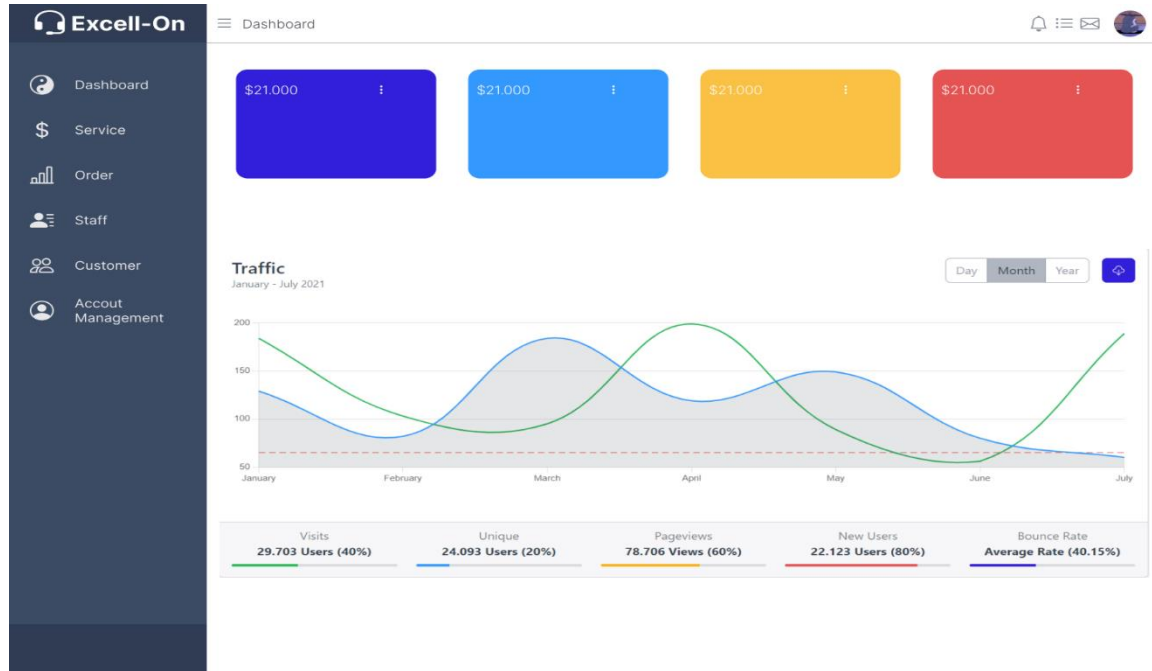 Excell-On
Dashboard
Dashboard
Service
Order
Staff
Customer
Accout
Management
$21.000
$21.000
$21.000
$21.000
Traffic
January - July 2021
Day Month Year
200
150
100
50
January February March April May June July
Visits
29.703 Users (40%)
Unique
24.093 Users (20%)
Pageviews
78.706 Views (60%)
New Users
22.123 Users (80%)
Bounce Rate
Average Rate (40.15%)